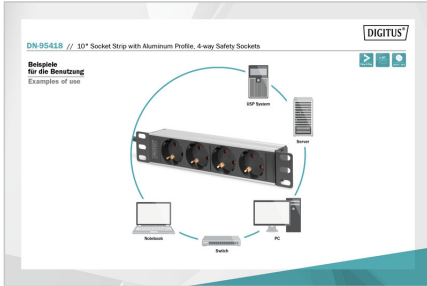 DIGITUS®
DN-95418 // 10" Socket Strip with Aluminum Profile, 4-way Safety Sockets
Beispiele
für die Benutzung
Examples of use
USP System
Server
Notebook
Switch
PC